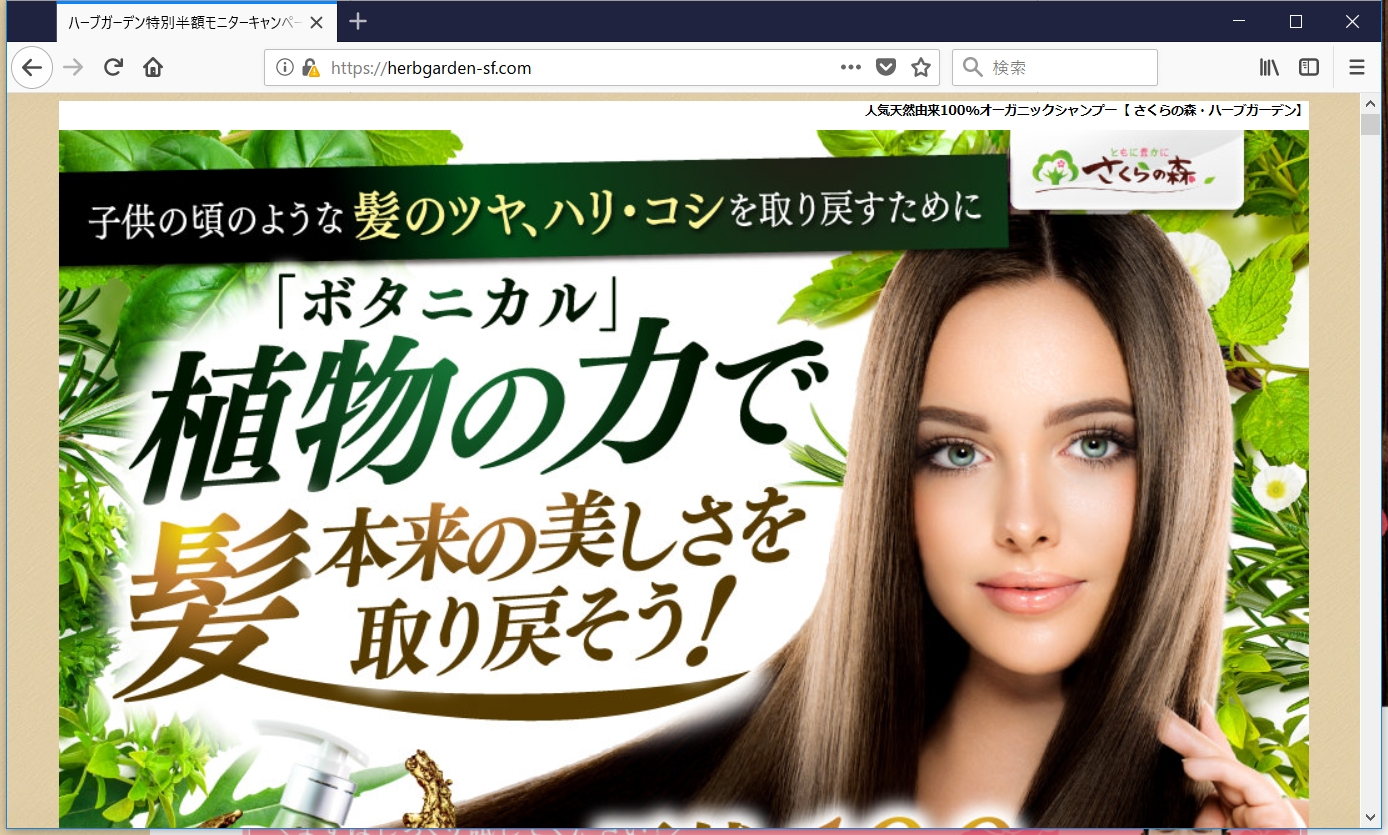 ハーブガーデン特別半額モニターキャンペー
https://herbgarden-sf.com
検索
人気天然由来100%オーガニックシャンプー【 さくらの森・ハーブガーデン】
ともに豊かに
さくらの森
子供の頃のような髪のツヤ、ハリ・コシを取り戻すために
「ボタニカル」
植物の力で
髪本来の美しさを
取り戻そう!